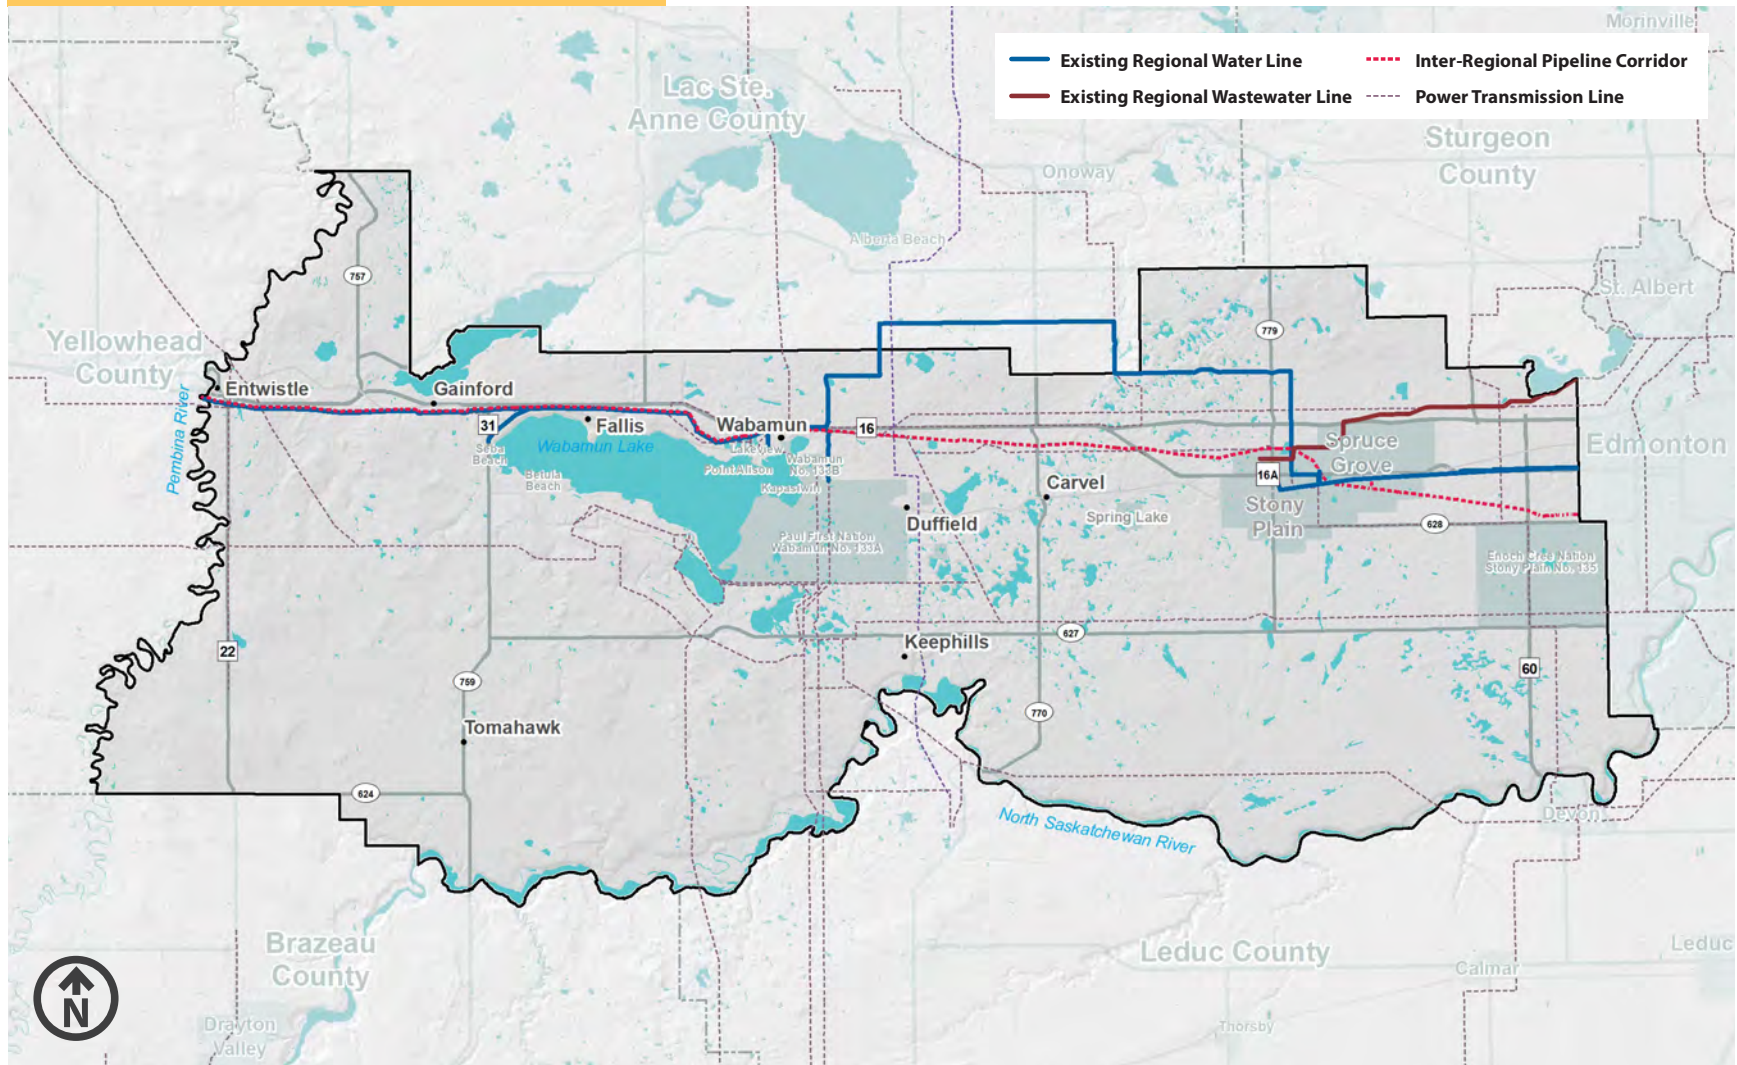 Morinville
Existing Regional Water Line
Inter-Regional Pipeline Corridor
Existing Regional Wastewater Line
Power Transmission Line
Lac Ste.
Anne County
Sturgeon
County
Onoway
Alberta Beach
757
St. Albert
779
Yellowhead
County
Entwistle
Gainford
Pembina River
31
Fallis
Wabamun
16
Wabamun Lake
Seba
Beach
Lakeview
Point Alison
Wabamun
No. 133B
Betula
Beach
Kapasiwin
Spruce
Grove
Edmonton
16A
Carvel
Stony
Plain
Spring Lake
Duffield
628
Paul First Nation
Wabamun No. 133A
Enoch Cree Nation
Stony Plain No. 135
627
Keephills
22
60
759
770
Tomahawk
624
North Saskatchewan River
Devon
Brazeau
County
Leduc County
Leduc
Calmar
N
Drayton
Valley
Thorsby